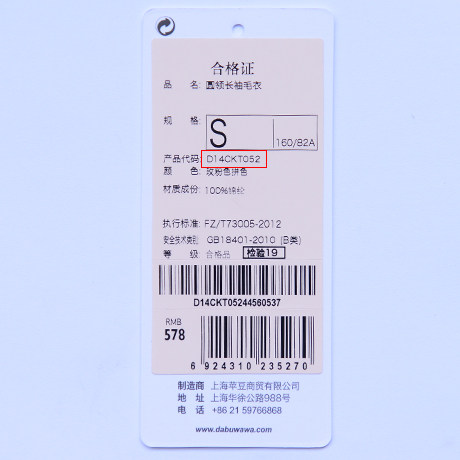 合格证
品 名: 圆领长袖毛衣
规 格: S 160/82A
产品代码: D14CKT052
颜 色: 玫粉色拼色
材质成份: 100%锦纶
执行标准: FZ/T73005-2012
安全技术类别: GB18401-2010 (B类)
等 级: 合格品 检验19
D14CKT05244560537
RMB
578
6 924310 235270
制造商 上海苹豆商贸有限公司
地 址 上海华徐公路988号
电 话 +86 21 59766868
www.dabuwawa.com